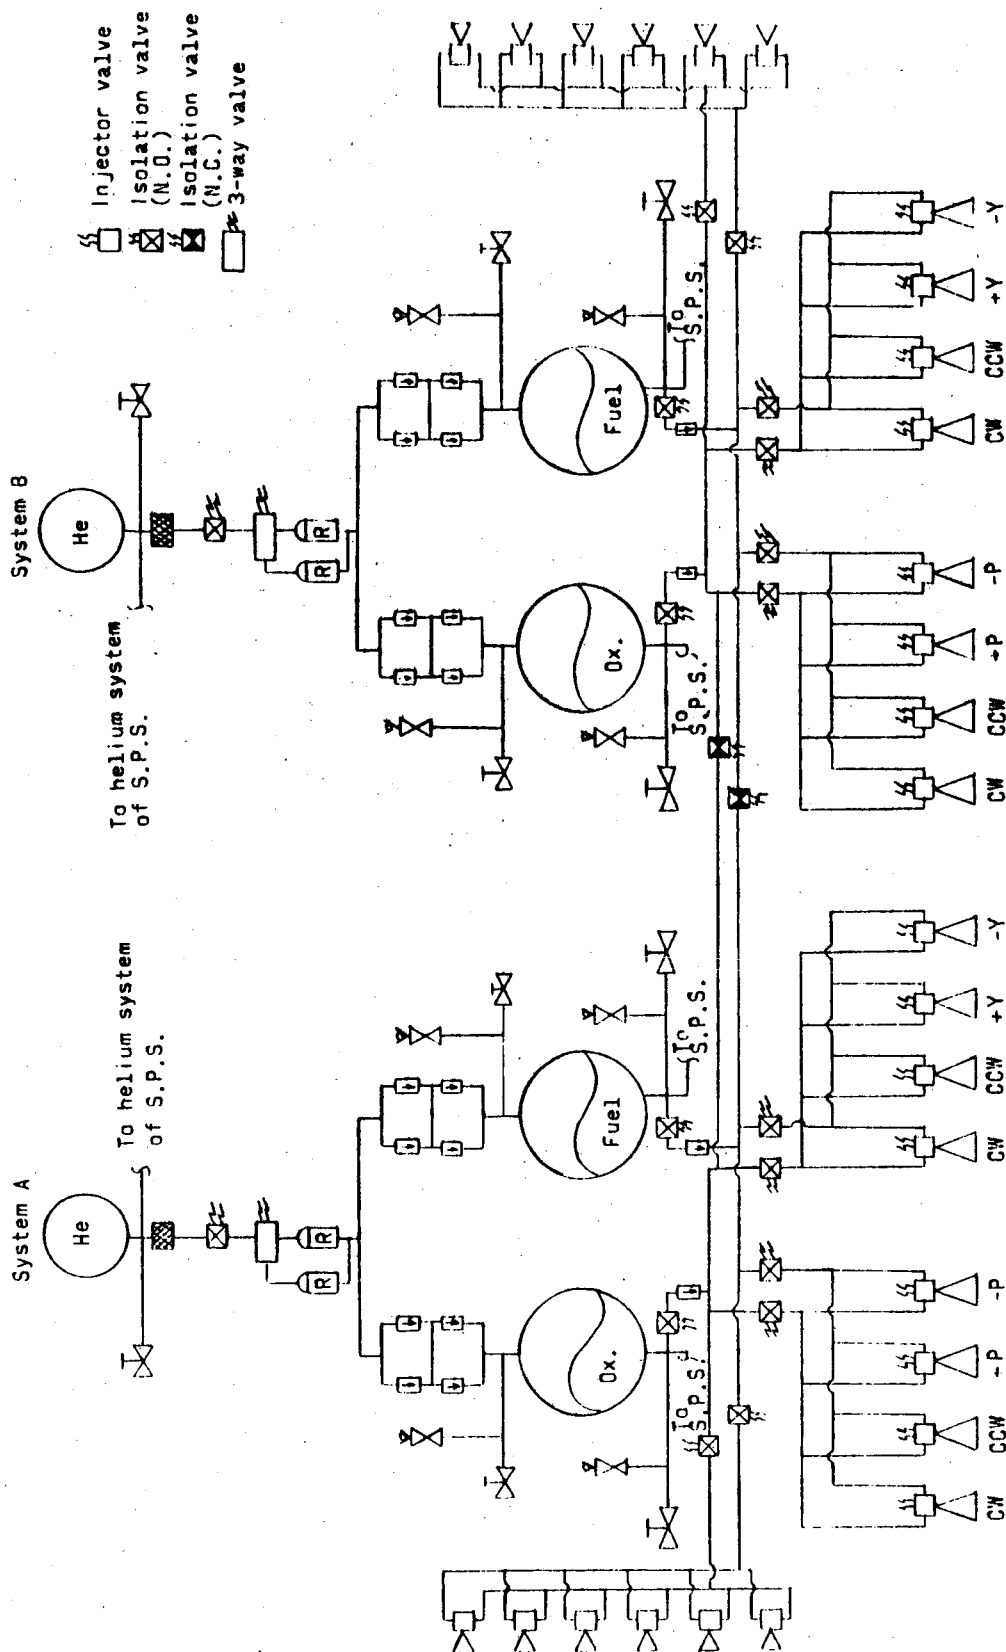 System A
System B
He
He
To helium system
of S.P.S.
To helium system
of S.P.S.
Injector valve
Isolation valve
(N.O.)
Isolation valve
(N.C.)
3-way valve
R
R
R
R
Ox.
Fuel
Ox.
Fuel
To
S.P.S.
To
S.P.S.
To
S.P.S.
To
S.P.S.
CW
CCW
+P
-P
CW
CCW
+Y
-Y
CW
CCW
+P
-P
CW
CCW
+Y
-Y